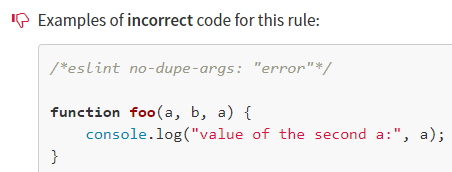 Examples of incorrect code for this rule:
/*eslint no-dupe-args: "error"*/
function foo(a, b, a) {
    console.log("value of the second a:", a);
}